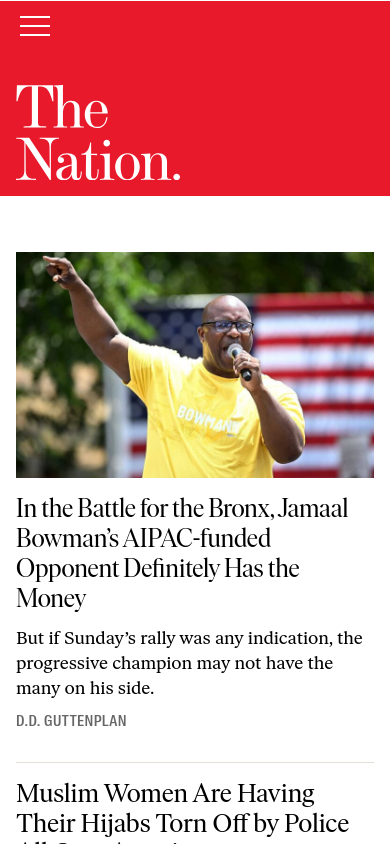 The
Nation.
BOWMAN
In the Battle for the Bronx, Jamaal
Bowman’s AIPAC-funded
Opponent Definitely Has the
Money
But if Sunday’s rally was any indication, the
progressive champion may not have the
many on his side.
D.D. GUTTENPLAN
Muslim Women Are Having
Their Hijabs Torn Off by Police